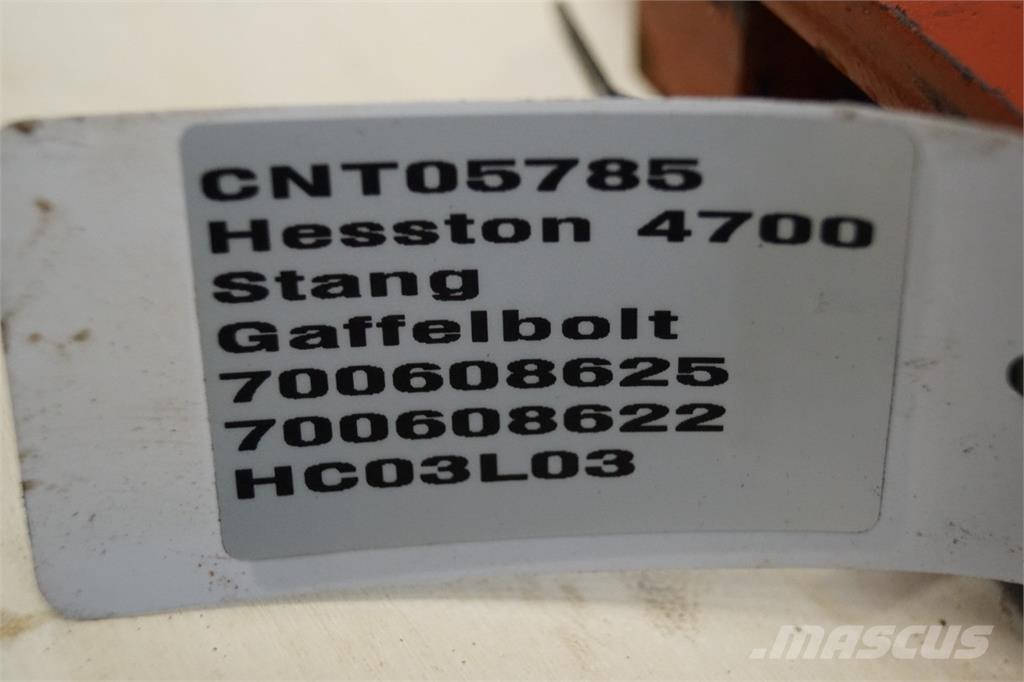 CNT05785
Hesston 4700
Stang
Gaffelbolt
700608625
700608622
HC03L03
MASCUS